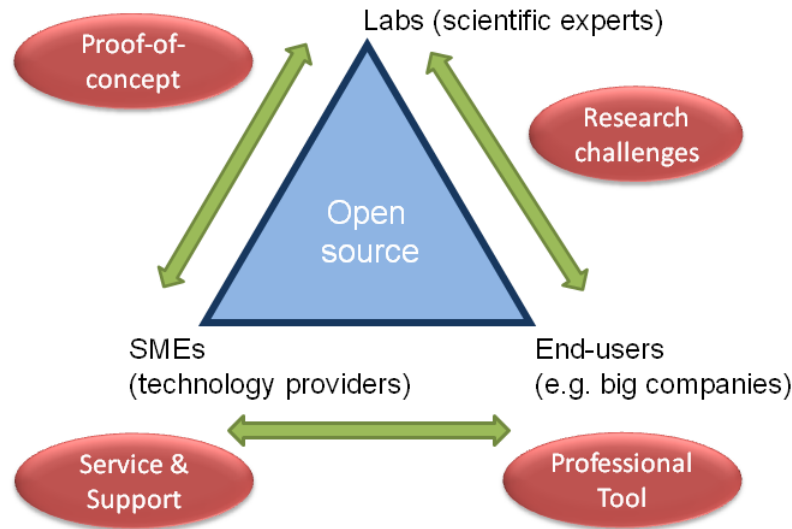 Labs (scientific experts)
Proof-of-
concept
Research
challenges
Open
source
SMEs
(technology providers)
End-users
(e.g. big companies)
Service &
Support
Professional
Tool